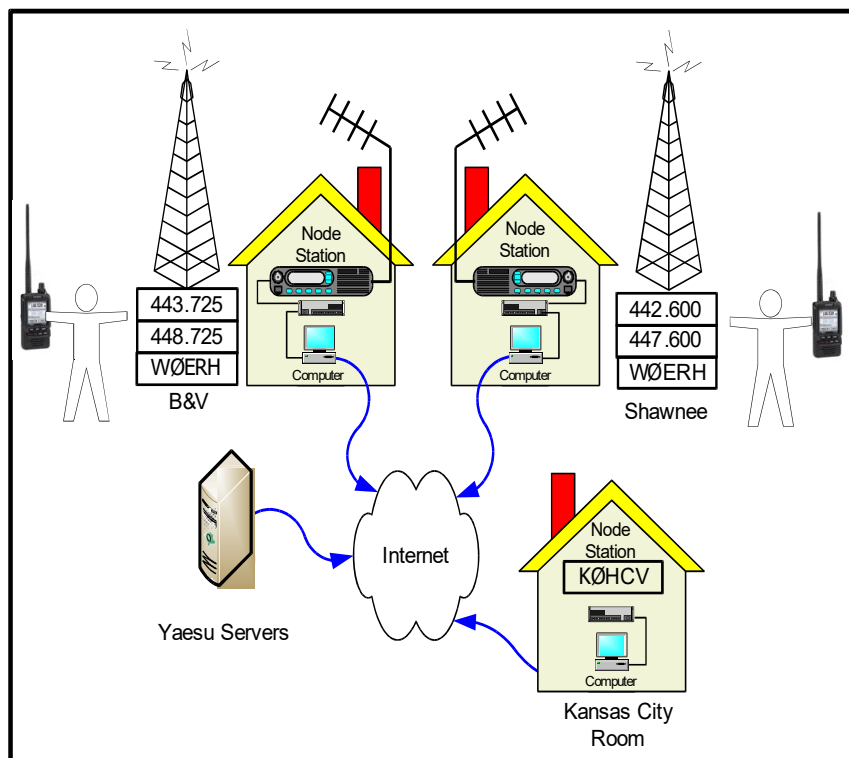 Node
Station
Node
Station
443.725
448.725
WØERH
B&V
Computer
Computer
442.600
447.600
WØERH
Shawnee
Internet
Yaesu Servers
Node
Station
KØHCV
Computer
Kansas City
Room